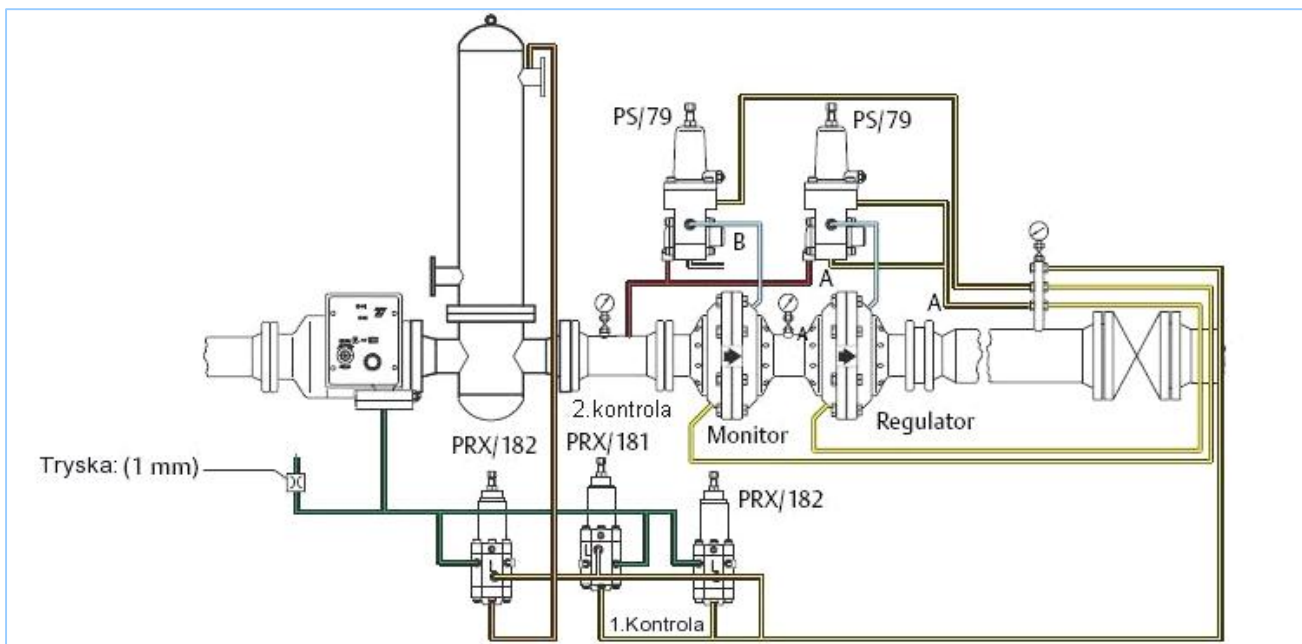 PS/79
PS/79
B
A
A
A
2.kontrola
Monitor
Regulator
PRX/182
PRX/181
PRX/182
Tryska: (1 mm)
L
L
L
1.Kontrola